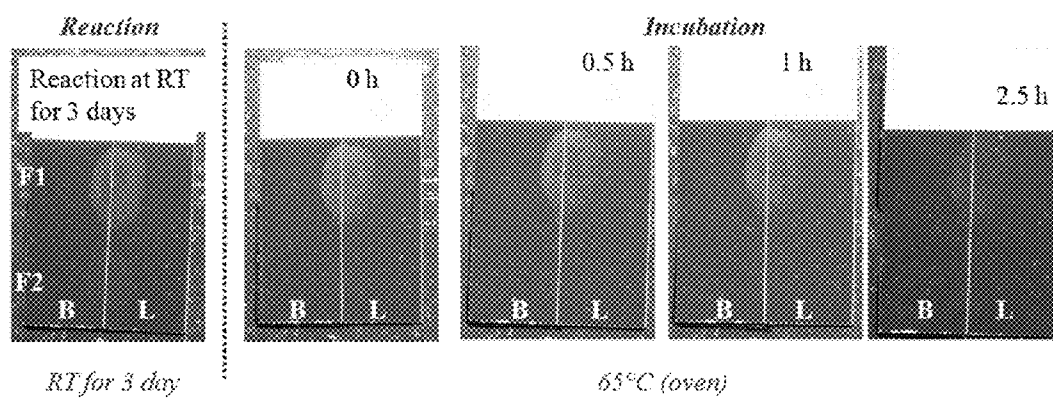 Reaction
Incubation
Reaction at RT
for 3 days
0 h
0.5 h
1 h
2.5 h
F1
F2
B L
B L
B L
B L
B L
RT for 3 day
65°C (oven)